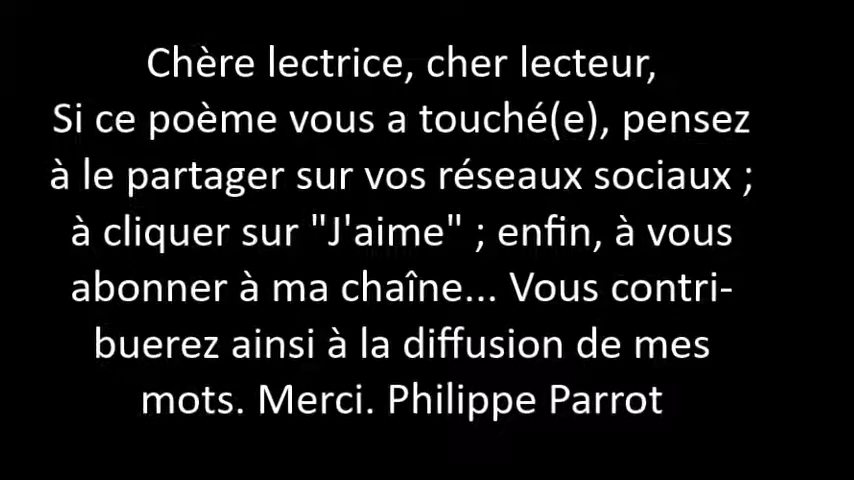 Chère lectrice, cher lecteur,
Si ce poème vous a touché(e), pensez
à le partager sur vos réseaux sociaux ;
à cliquer sur "J'aime" ; enfin, à vous
abonner à ma chaîne... Vous contri-
buerez ainsi à la diffusion de mes
mots. Merci. Philippe Parrot